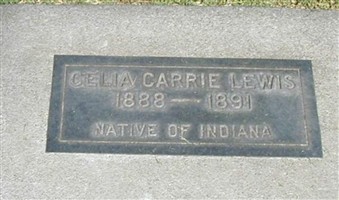 CELIA CARRIE LEWIS
1888 — 1891
NATIVE OF INDIANA